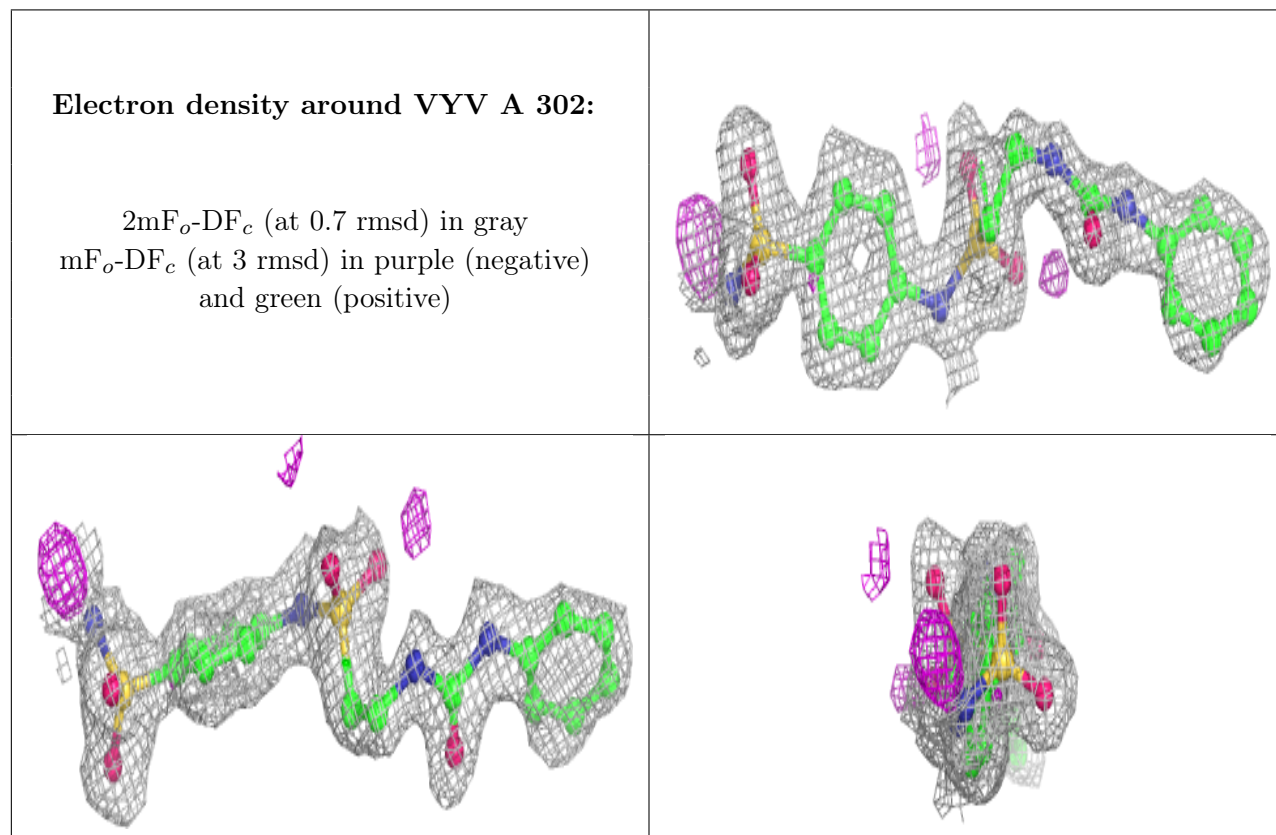 Electron density around VYV A 302:
2mFo-DFc (at 0.7 rmsd) in gray
mFo-DFc (at 3 rmsd) in purple (negative)
and green (positive)